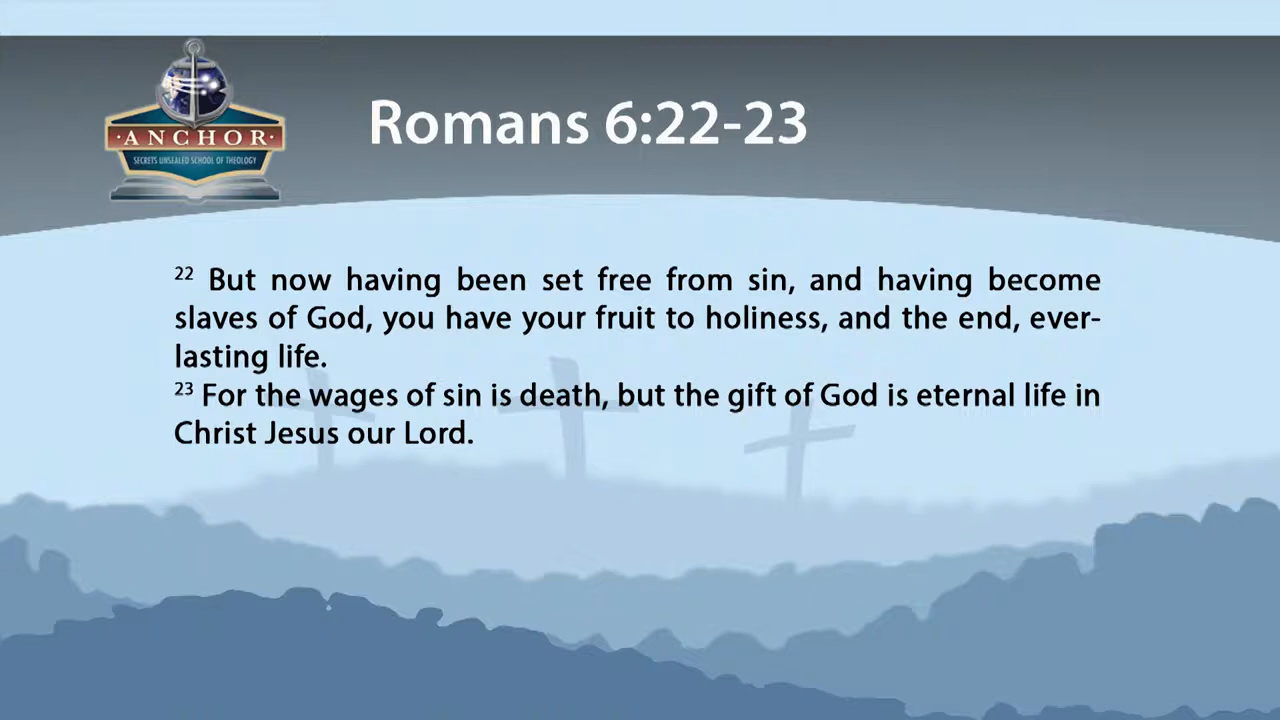 ·ANCHOR·
SECRETS UNSEALED SCHOOL OF THEOLOGY
Romans 6:22-23
22 But now having been set free from sin, and having become
slaves of God, you have your fruit to holiness, and the end, ever-
lasting life.
23 For the wages of sin is death, but the gift of God is eternal life in
Christ Jesus our Lord.